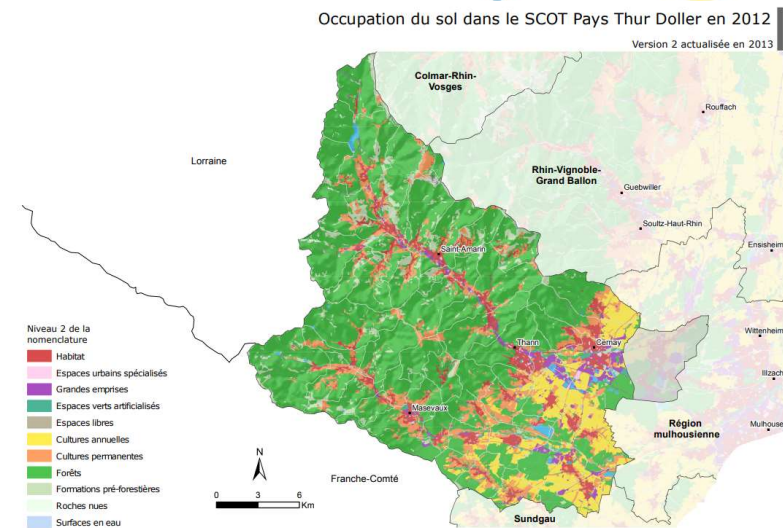 Occupation du sol dans le SCOT Pays Thur Doller en 2012
Version 2 actualisée en 2013
Colmar-Rhin-
Vosges
Rouffach
Lorraine
Rhin-Vignoble-
Grand Ballon
Guebwiller
Soultz-Haut-Rhin
Saint-Amarin
Ensisheim
Niveau 2 de la
nomenclature
Habitat
Espaces urbains spécialisés
Grandes emprises
Espaces verts artificialisés
Espaces libres
Cultures annuelles
Cultures permanentes
Forêts
Formations pré-forestières
Roches nues
Surfaces en eau
Thann
Cernay
Wittenheim
Illzach
Masevaux
Région
mulhousienne
Mulhouse
N
0 3 6
Km
Franche-Comté
Sundgau